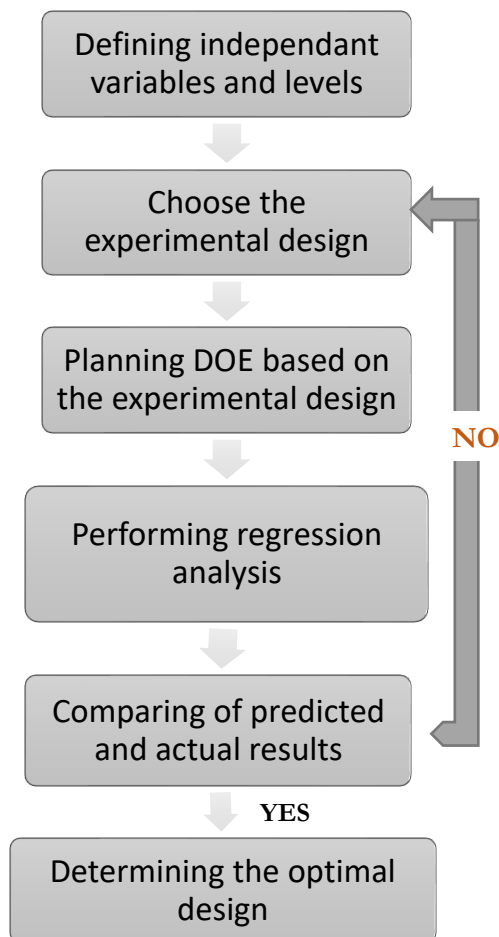 Defining independant
variables and levels
Choose the
experimental design
Planning DOE based on
the experimental design
NO
Performing regression
analysis
Comparing of predicted
and actual results
YES
Determining the optimal
design